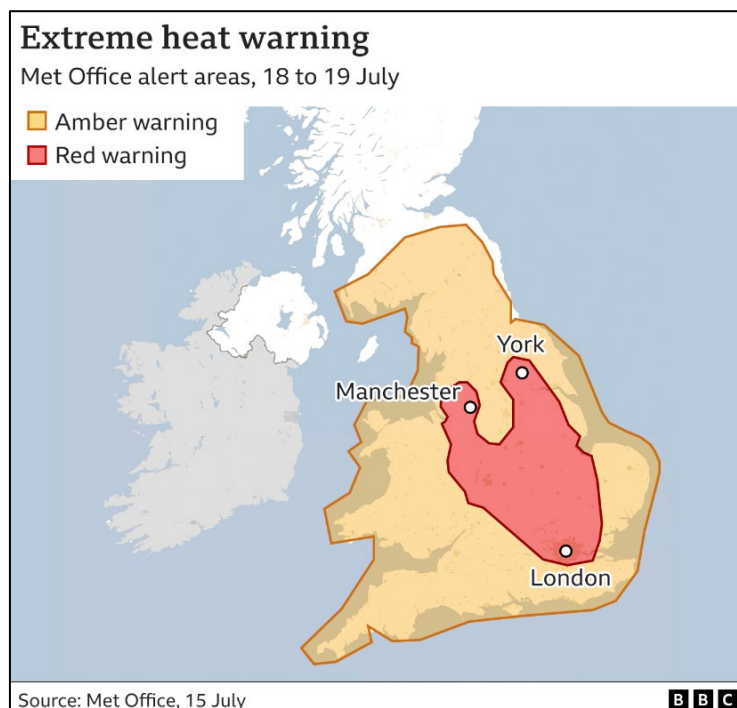 Extreme heat warning
Met Office alert areas, 18 to 19 July
Amber warning
Red warning
York
Manchester
London
Source: Met Office, 15 July
BBC